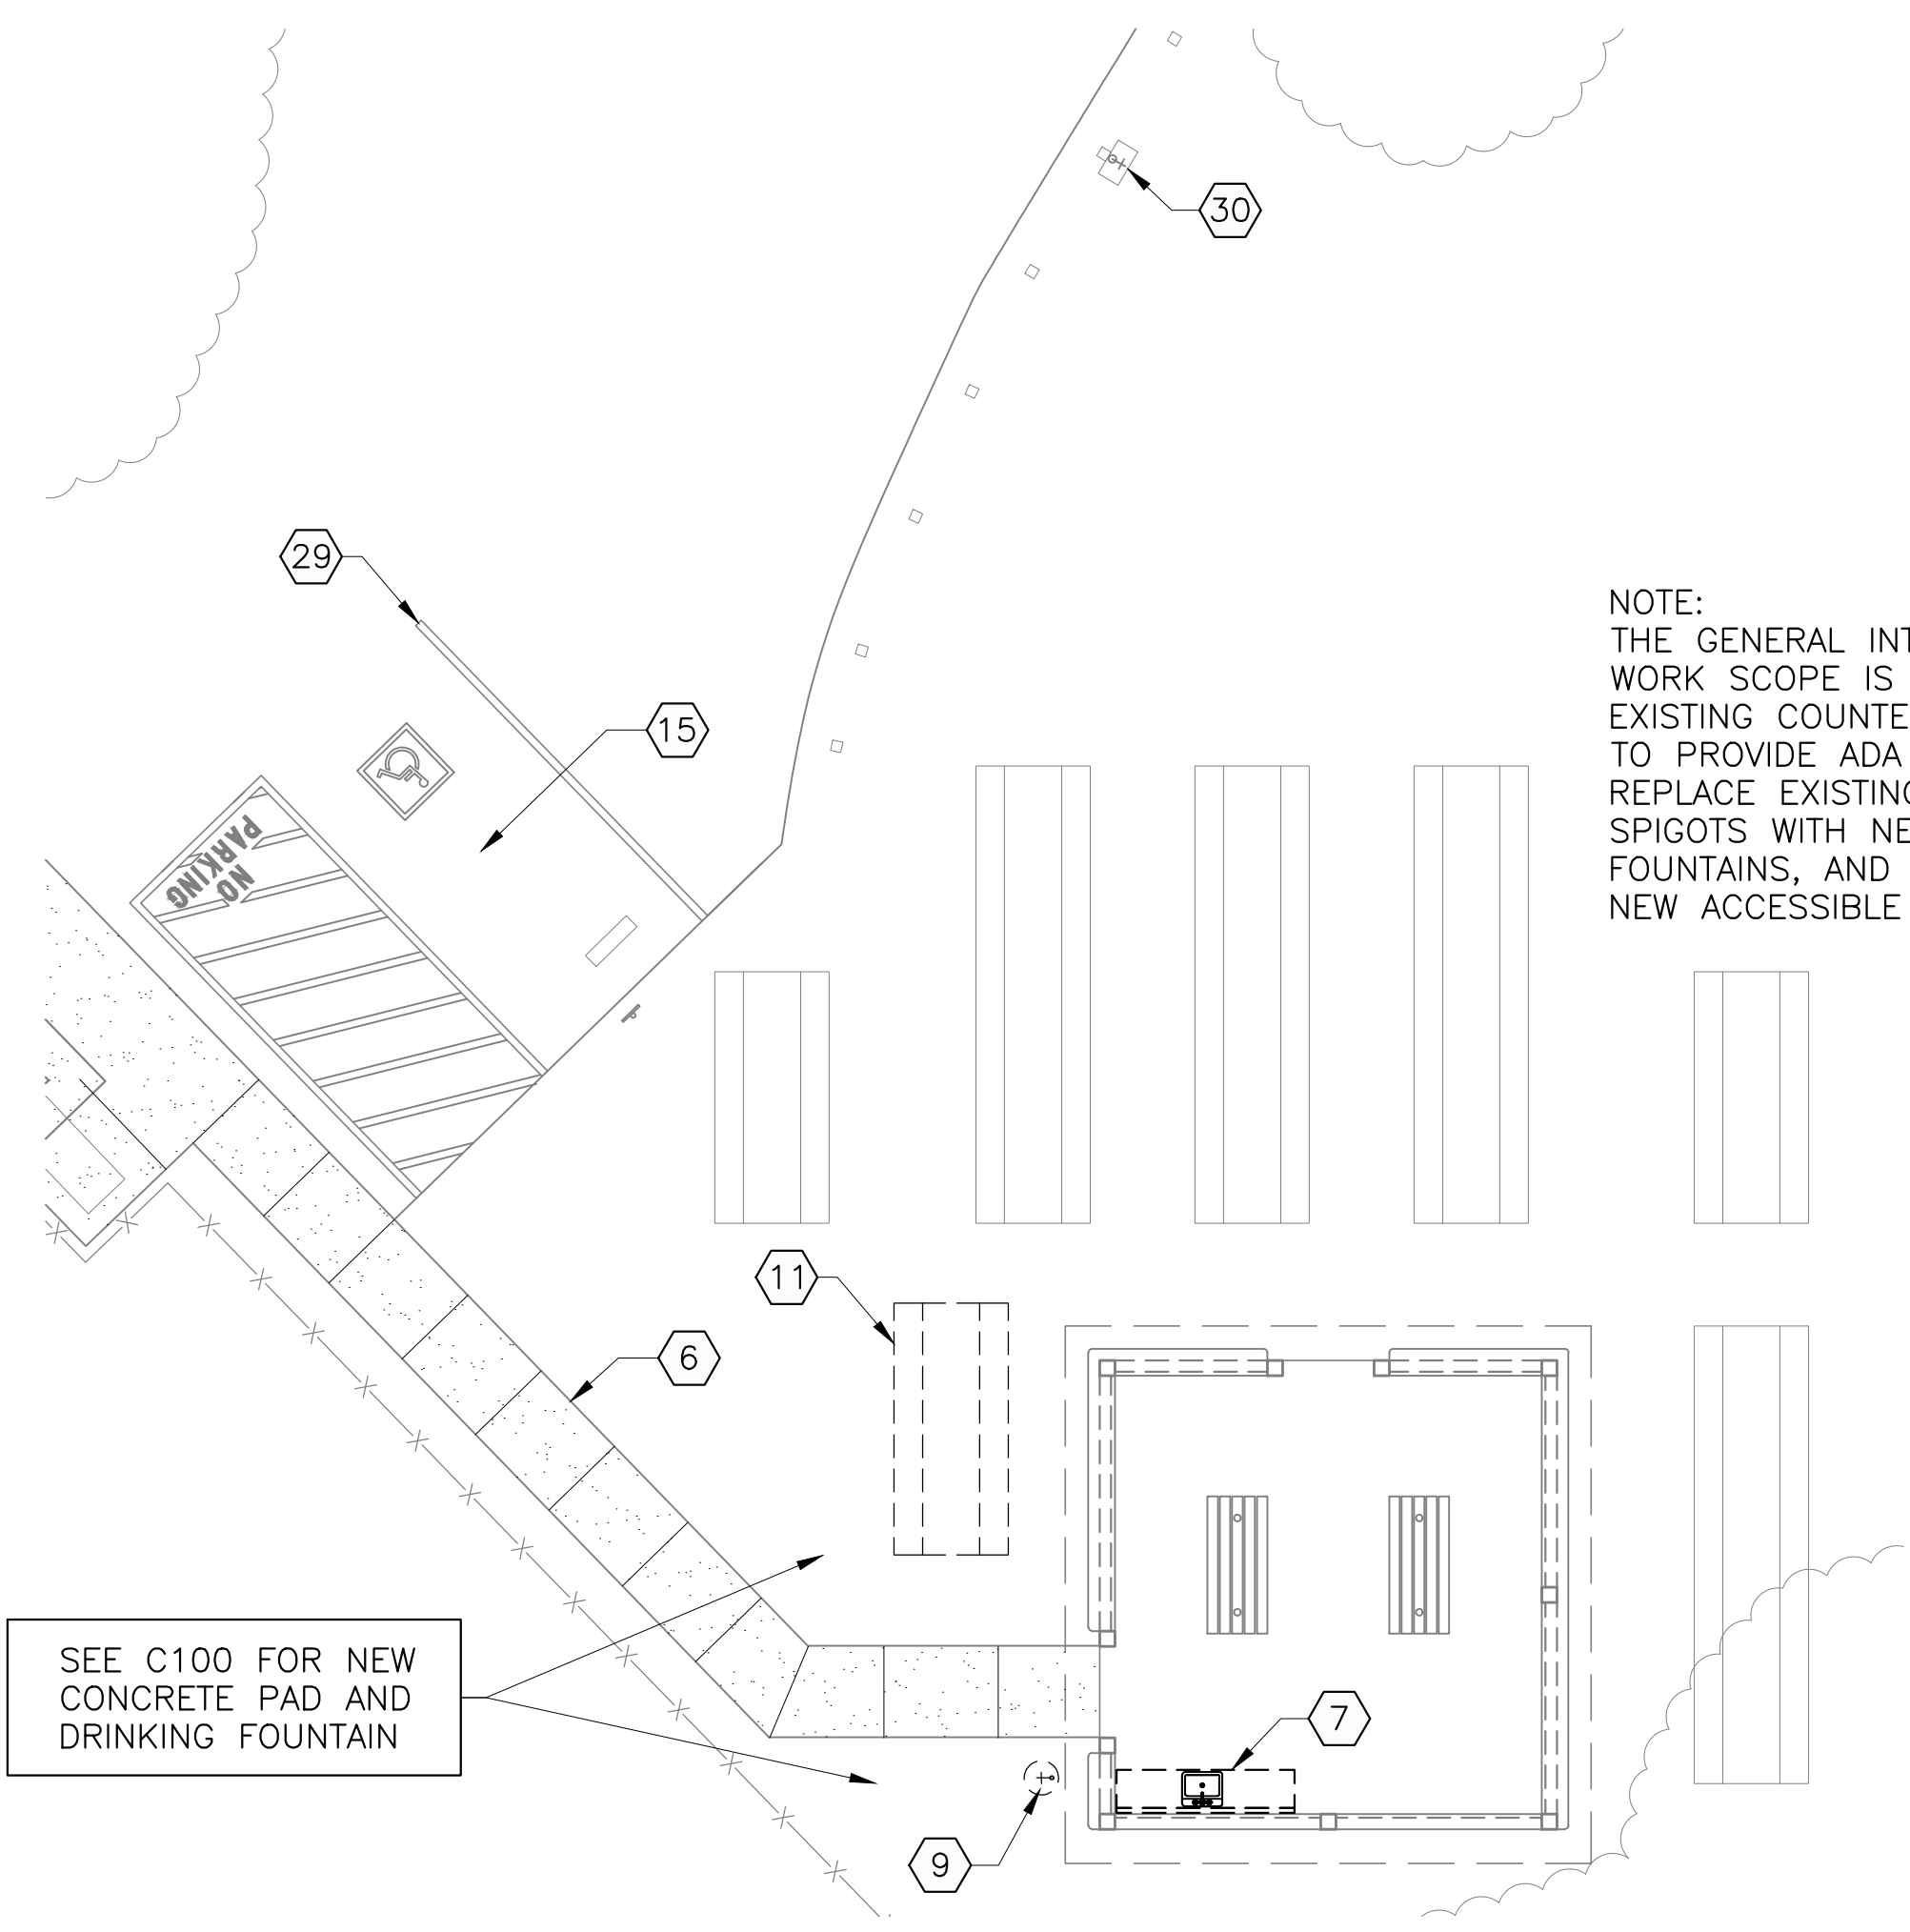 30
29
15
NO
PARKING
NOTE:
THE GENERAL INT
WORK SCOPE IS
EXISTING COUNTE
TO PROVIDE ADA
REPLACE EXISTING
SPIGOTS WITH NE
FOUNTAINS, AND
NEW ACCESSIBLE
11
6
SEE C100 FOR NEW
CONCRETE PAD AND
DRINKING FOUNTAIN
7
9